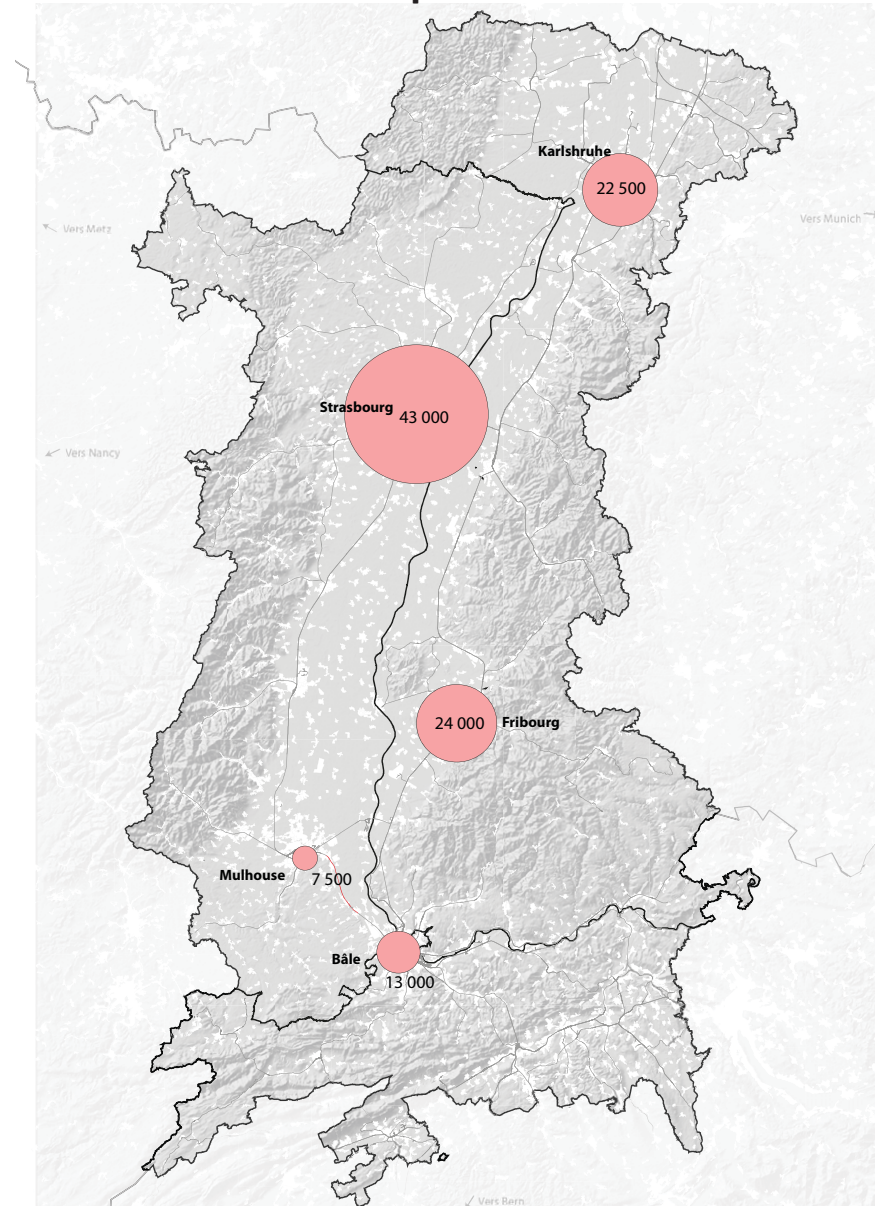 Karlshruhe
22 500
Vers Munich
Vers Metz
Strasbourg
43 000
Vers Nancy
24 000
Fribourg
Mulhouse
7 500
Bâle
13 000
Vers Bern